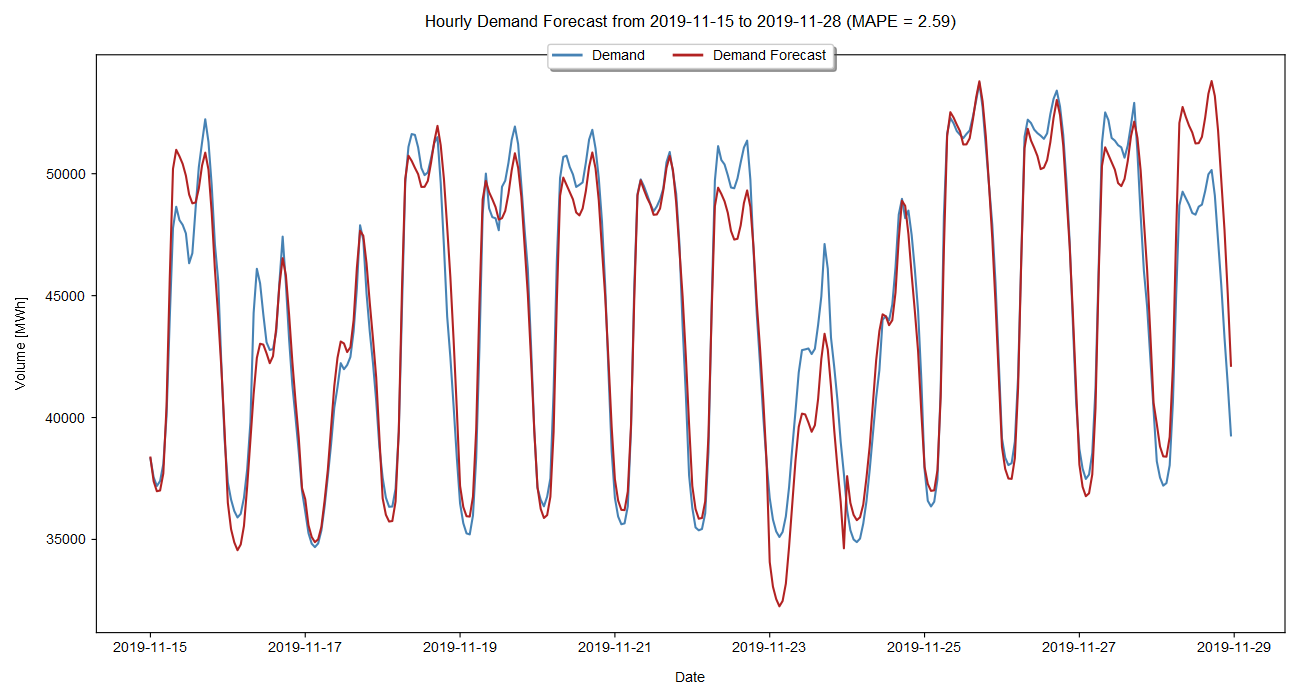 Hourly Demand Forecast from 2019-11-15 to 2019-11-28 (MAPE = 2.59)
Demand Demand Forecast
Volume [MWh]
50000
45000
40000
35000
2019-11-15 2019-11-17 2019-11-19 2019-11-21 2019-11-23 2019-11-25 2019-11-27 2019-11-29
Date